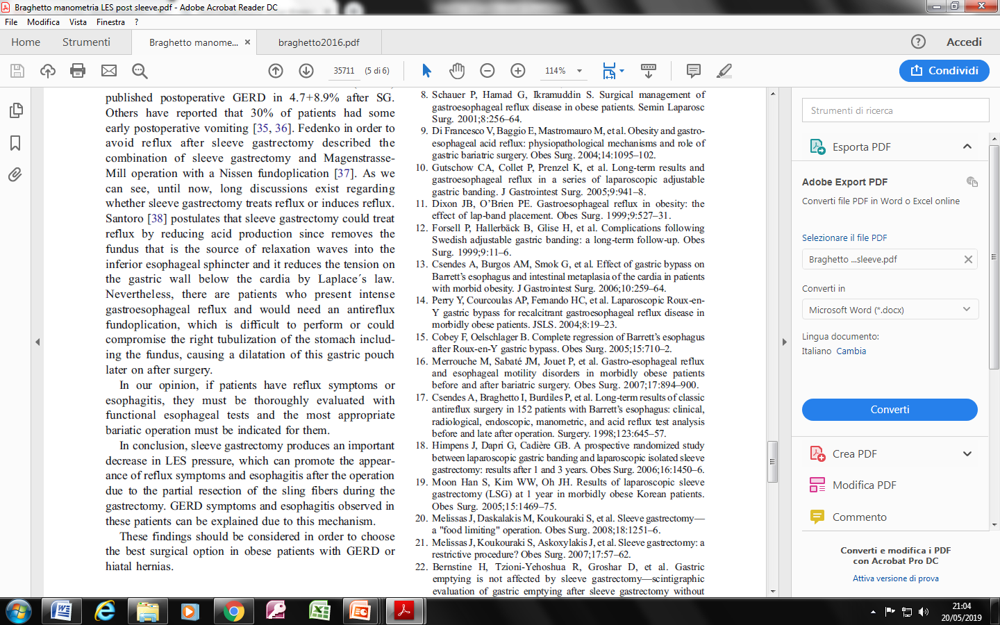 Braghetto manometria LES post sleeve.pdf - Adobe Acrobat Reader DC
File Modifica Vista Finestra ?
Home Strumenti Braghetto manome... braghetto2016.pdf Accedi
35711 (5 di 6) 114% Condividi
published postoperative GERD in 4.7+8.9% after SG.
Others have reported that 30% of patients had some
early postoperative vomiting [35, 36]. Fedenko in order to
avoid reflux after sleeve gastrectomy described the
combination of sleeve gastrectomy and Magenstrasse-
Mill operation with a Nissen fundoplication [37]. As we
can see, until now, long discussions exist regarding
whether sleeve gastrectomy treats reflux or induces reflux.
Santoro [38] postulates that sleeve gastrectomy could treat
reflux by reducing acid production since removes the
fundus that is the source of relaxation waves into the
inferior esophageal sphincter and it reduces the tension on
the gastric wall below the cardia by Laplace´s law.
Nevertheless, there are patients who present intense
gastroesophageal reflux and would need an antireflux
fundoplication, which is difficult to perform or could
compromise the right tubulization of the stomach includ-
ing the fundus, causing a dilatation of this gastric pouch
later on after surgery.
In our opinion, if patients have reflux symptoms or
esophagitis, they must be thoroughly evaluated with
functional esophageal tests and the most appropriate
bariatic operation must be indicated for them.
In conclusion, sleeve gastrectomy produces an important
decrease in LES pressure, which can promote the appear-
ance of reflux symptoms and esophagitis after the operation
due to the partial resection of the sling fibers during the
gastrectomy. GERD symptoms and esophagitis observed in
these patients can be explained due to this mechanism.
These findings should be considered in order to choose
the best surgical option in obese patients with GERD or
hiatal hernias.
8. Schauer P, Hamad G, Ikramuddin S. Surgical management of
gastroesophageal reflux disease in obese patients. Semin Laparosc
Surg. 2001;8:256–64.
9. Di Francesco V, Baggio E, Mastromauro M, et al. Obesity and gastro-
esophageal acid reflux: physiopathological mechanisms and role of
gastric bariatric surgery. Obes Surg. 2004;14:1095–102.
10. Gutschow CA, Collet P, Prenzel K, et al. Long-term results and
gastroesophageal reflux in a series of laparoscopic adjustable
gastric banding. J Gastrointest Surg. 2005;9:941–8.
11. Dixon JB, O'Brien PE. Gastroesophageal reflux in obesity: the
effect of lap-band placement. Obes Surg. 1999;9:527–31.
12. Forsell P, Hallerbäck B, Glise H, et al. Complications following
Swedish adjustable gastric banding: a long-term follow-up. Obes
Surg. 1999;9:11–6.
13. Csendes A, Burgos AM, Smok G, et al. Effect of gastric bypass on
Barrett's esophagus and intestinal metaplasia of the cardia in patients
with morbid obesity. J Gastrointest Surg. 2006;10:259–64.
14. Perry Y, Courcoulas AP, Fernando HC, et al. Laparoscopic Roux-en-
Y gastric bypass for recalcitrant gastroesophageal reflux disease in
morbidly obese patients. JSLS. 2004;8:19–23.
15. Cobey F, Oelschlager B. Complete regression of Barrett's esophagus
after Roux-en-Y gastric bypass. Obes Surg. 2005;15:710–2.
16. Merrouche M, Sabaté JM, Jouet P, et al. Gastro-esophageal reflux
and esophageal motility disorders in morbidly obese patients
before and after bariatric surgery. Obes Surg. 2007;17:894–900.
17. Csendes A, Braghetto I, Burdiles P, et al. Long-term results of classic
antireflux surgery in 152 patients with Barrett's esophagus: clinical,
radiological, endoscopic, manometric, and acid reflux test analysis
before and late after operation. Surgery. 1998;123:645–57.
18. Himpens J, Dapri G, Cadière GB. A prospective randomized study
between laparoscopic gastric banding and laparoscopic isolated sleeve
gastrectomy: results after 1 and 3 years. Obes Surg. 2006;16:1450–6.
19. Moon Han S, Kim WW, Oh JH. Results of laparoscopic sleeve
gastrectomy (LSG) at 1 year in morbidly obese Korean patients.
Obes Surg. 2005;15:1469–75.
20. Melissas J, Daskalakis M, Koukouraki S, et al. Sleeve gastrectomy—
a "food limiting" operation. Obes Surg. 2008;18:1251–6.
21. Melissas J, Koukouraki S, Askoxylakis J, et al. Sleeve gastrectomy: a
restrictive procedure? Obes Surg. 2007;17:57–62.
22. Bernstine H, Tzioni-Yehoshua R, Groshar D, et al. Gastric
emptying is not affected by sleeve gastrectomy—scintigraphic
evaluation of gastric emptying after sleeve gastrectomy without
Strumenti di ricerca
Esporta PDF
Adobe Export PDF
Converti file PDF in Word o Excel online
Selezionare il file PDF
Braghetto ...sleeve.pdf
Converti in
Microsoft Word (*.docx)
Lingua documento:
Italiano Cambia
Converti
Crea PDF
Modifica PDF
Commento
Converti e modifica i PDF
con Acrobat Pro DC
Attiva versione di prova
21:04
20/05/2019